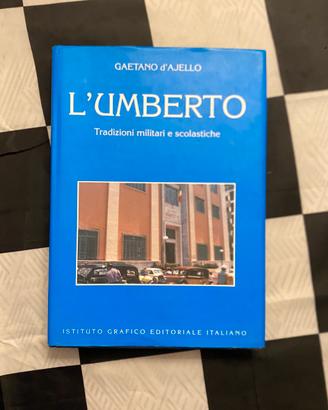 GAETANO d'AJELLO
L'UMBERTO
Tradizioni militari e scolastiche
ISTITUTO GRAFICO EDITORIALE ITALIANO